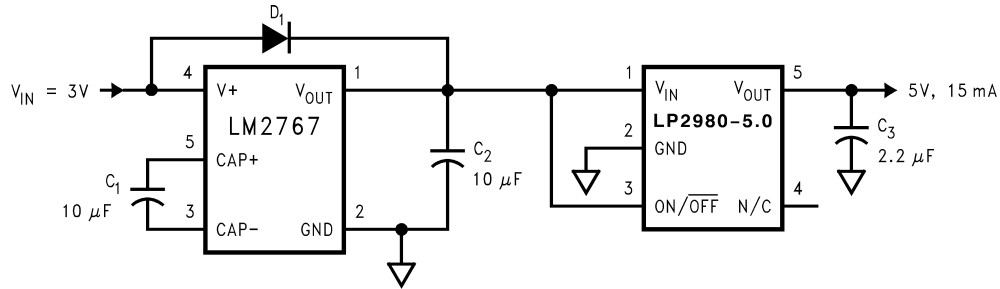 D1
VIN = 3V
4
V+
VOUT
1
LM2767
5
CAP+
C1
10 µF
3
CAP−
GND
2
C2
10 µF
1
VIN
VOUT
5
5V, 15 mA
LP2980-5.0
2
GND
3
ON/OFF
N/C
4
C3
2.2 µF